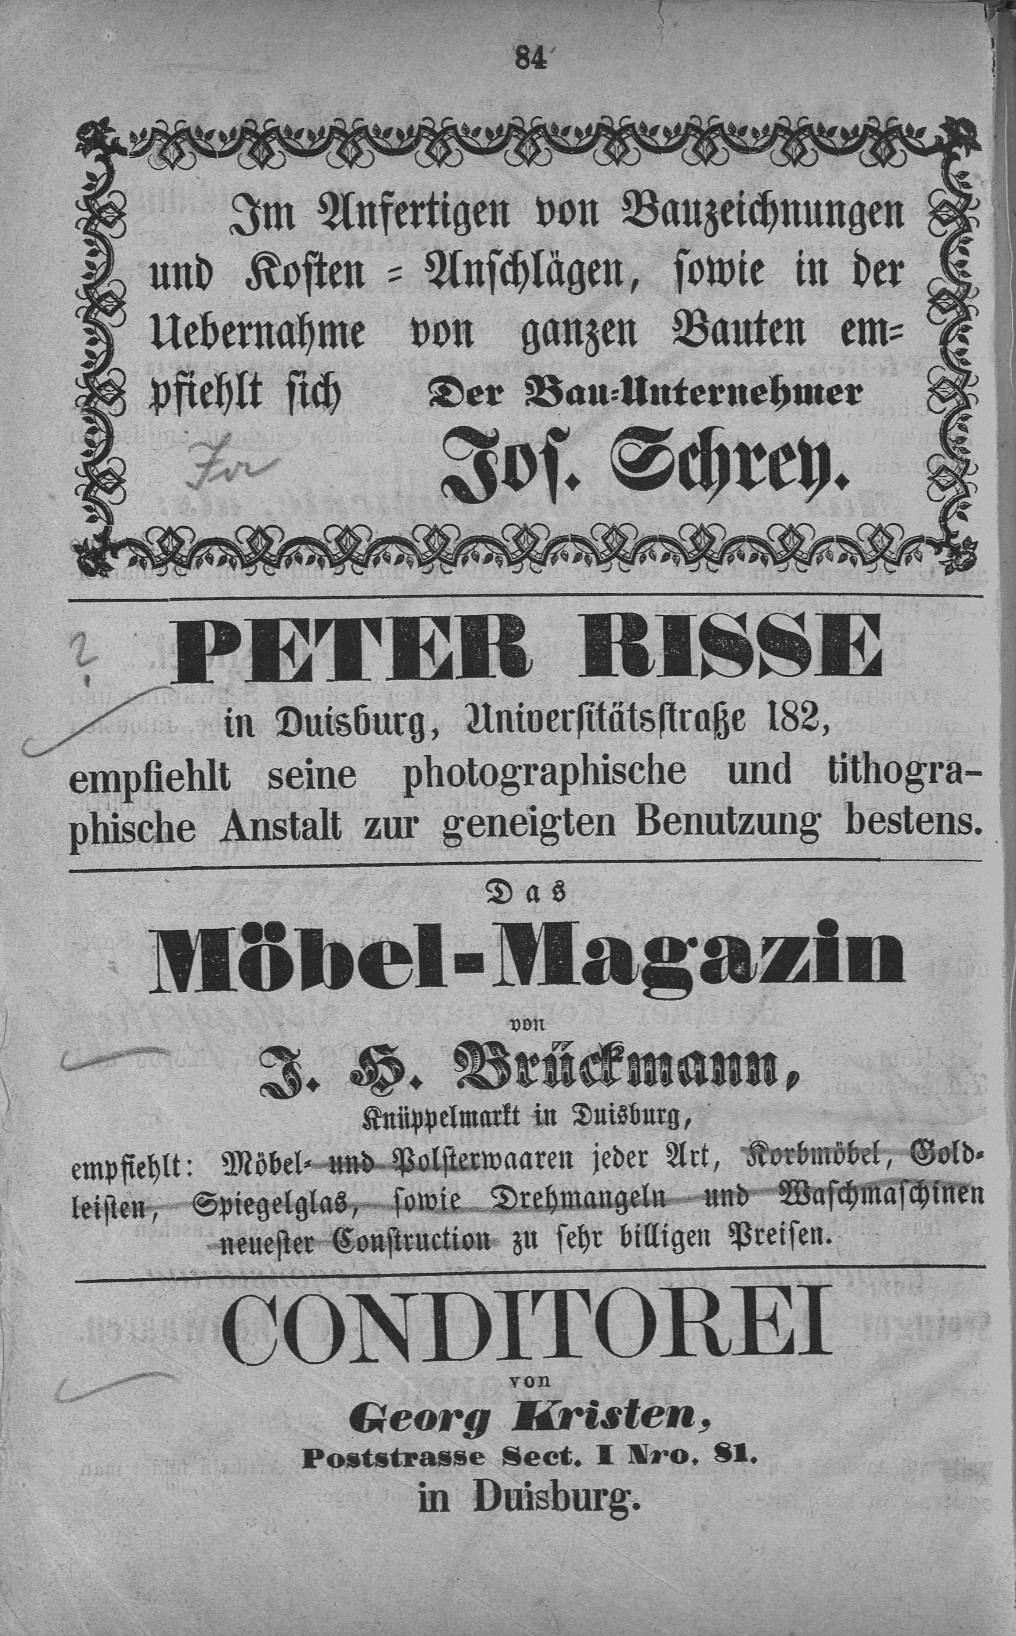 84
Im Anfertigen von Bauzeichnungen
und Kosten = Anschlägen, sowie in der
Uebernahme von ganzen Bauten em=
pfiehlt sich Der Bau=Unternehmer
Jos. Schrey.
?
PETER RISSE
in Duisburg, Universitätsstraße 182,
empfiehlt seine photographische und tithogra-
phische Anstalt zur geneigten Benutzung bestens.
Das
Möbel-Magazin
von
J. H. Brückmann,
Knüppelmarkt in Duisburg,
empfiehlt: Möbel= und Polsterwaaren jeder Art, Korbmöbel, Gold=
leisten, Spiegelglas, sowie Drehmangeln und Waschmaschinen
neuester Construction zu sehr billigen Preisen.
CONDITOREI
von
Georg Kristen,
Poststrasse Sect. I Nro. 81.
in Duisburg.